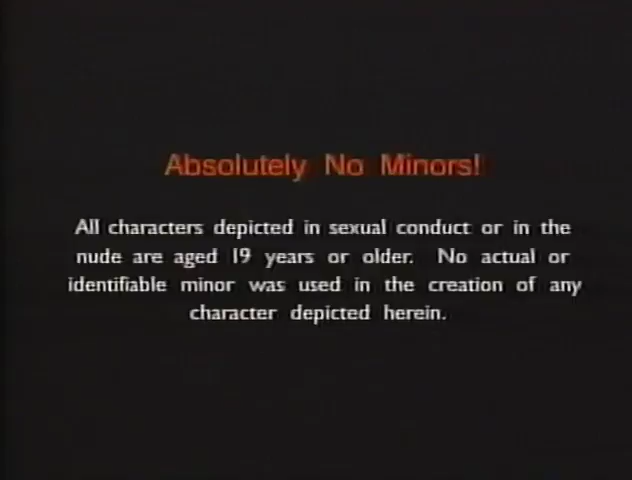 Absolutely No Minors!
All characters depicted in sexual conduct or in the
nude are aged 19 years or older. No actual or
identifiable minor was used in the creation of any
character depicted herein.